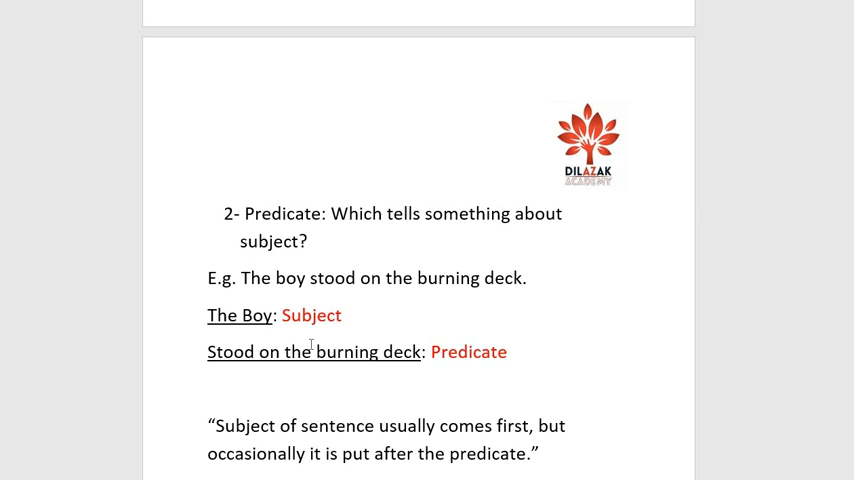 DILAZAK
ACADEMY
2- Predicate: Which tells something about
subject?
E.g. The boy stood on the burning deck.
The Boy: Subject
Stood on the burning deck: Predicate
“Subject of sentence usually comes first, but
occasionally it is put after the predicate.”